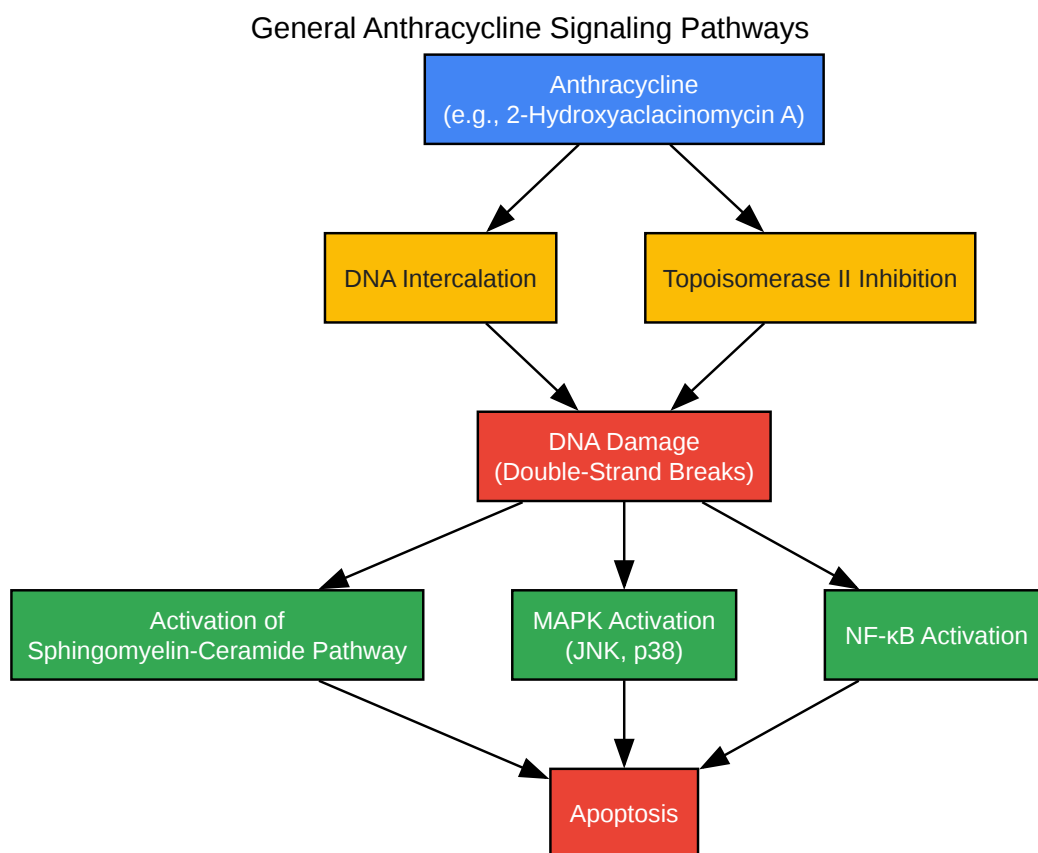 General Anthracycline Signaling Pathways
Anthracycline
(e.g., 2-Hydroxyaclacinomycin A)
DNA Intercalation
Topoisomerase II Inhibition
DNA Damage
(Double-Strand Breaks)
Activation of
Sphingomyelin-Ceramide Pathway
MAPK Activation
(JNK, p38)
NF-κB Activation
Apoptosis